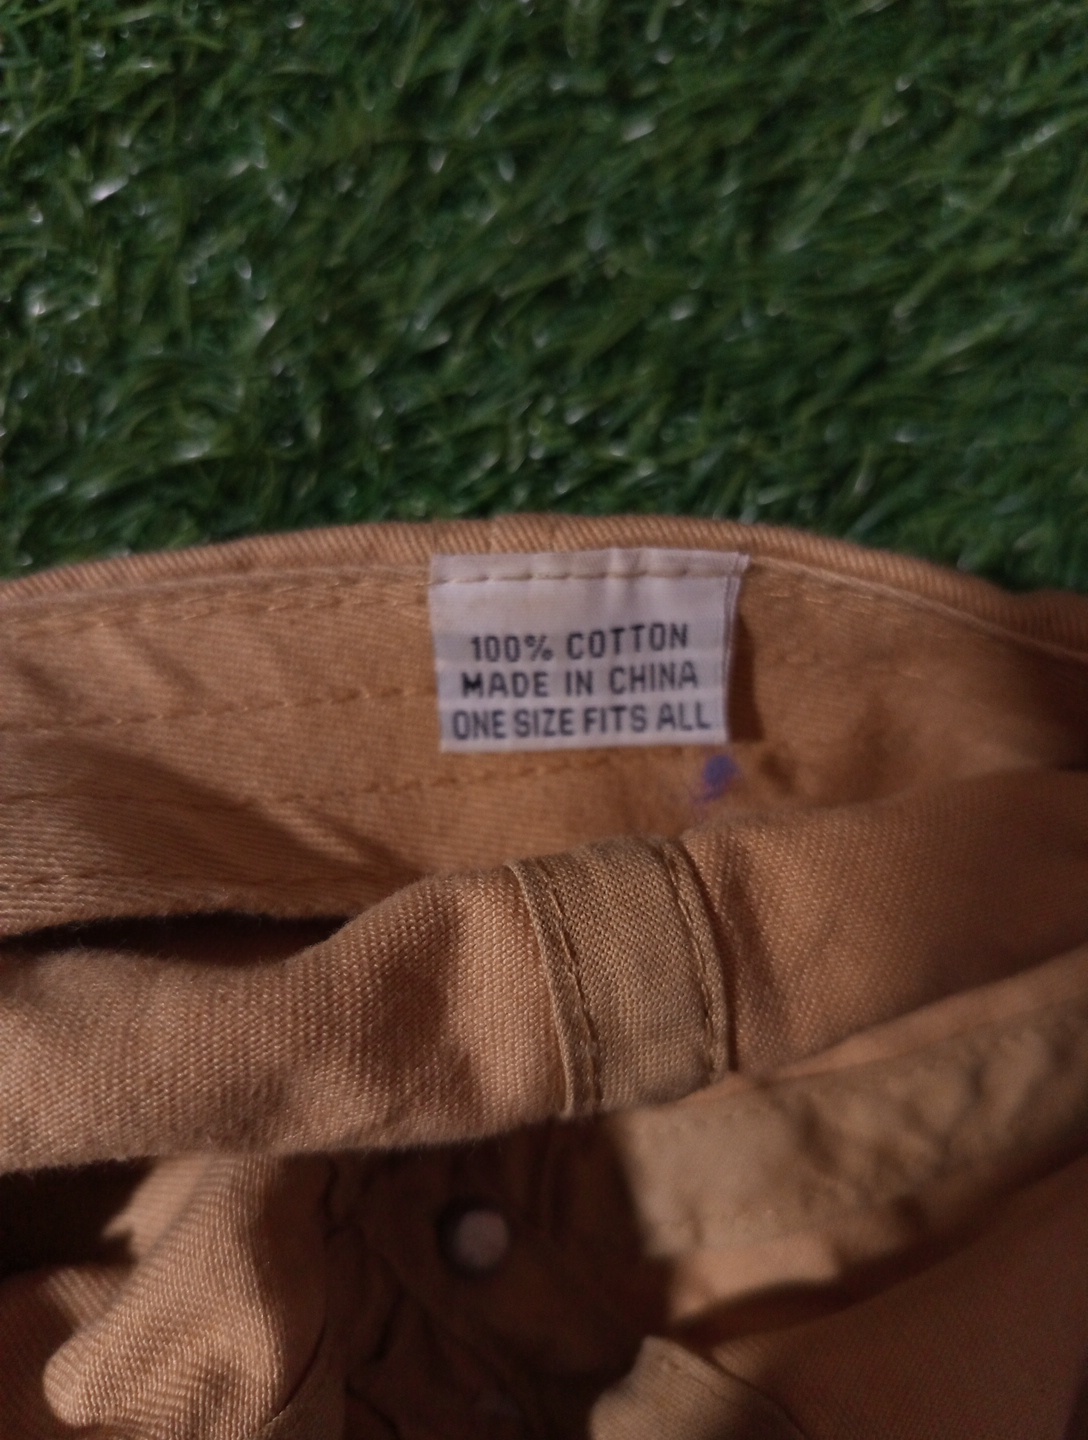 100% COTTON
MADE IN CHINA
ONE SIZE FITS ALL